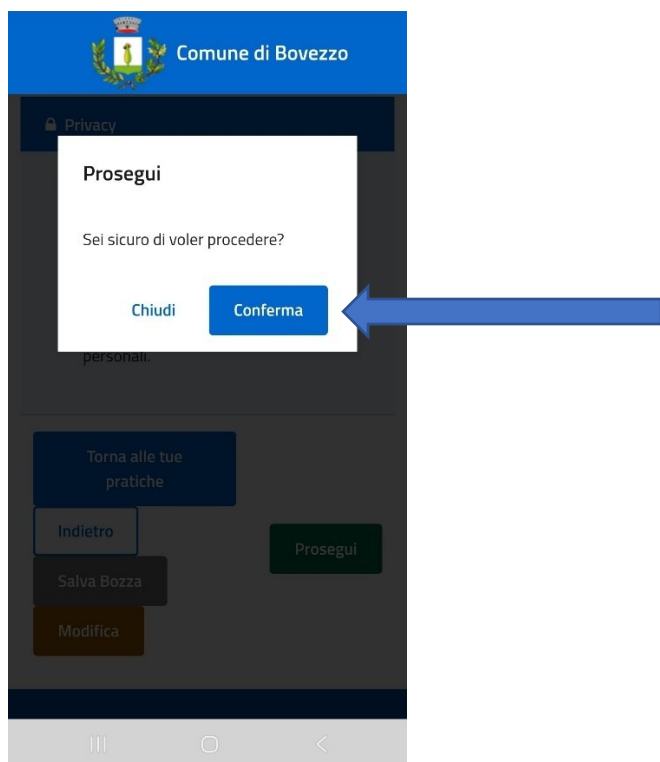 Comune di Bovezzo
Privacy
Prosegui
Sei sicuro di voler procedere?
Chiudi
Conferma
personali.
Torna alle tue
pratiche
Indietro
Prosegui
Salva Bozza
Modifica